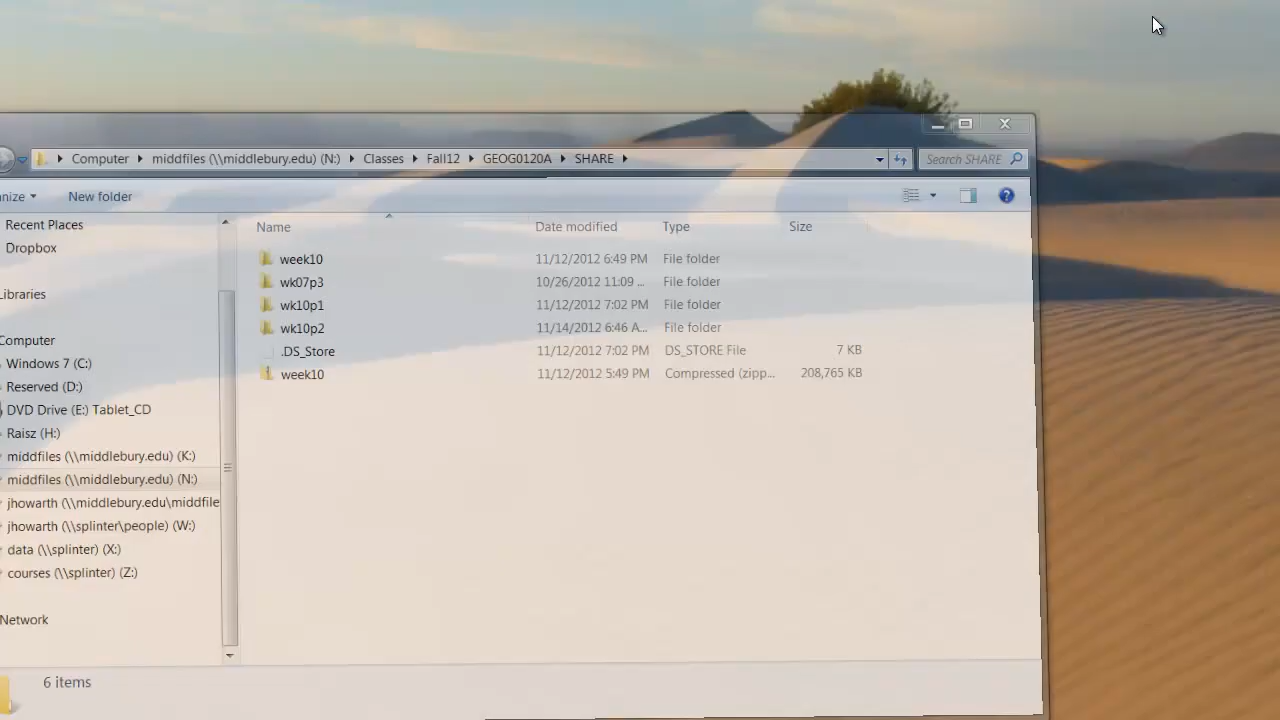 Computer middfiles (\\middlebury.edu) (N:) Classes Fall12 GEOG0120A SHARE Search SHARE
nize New folder
Recent Places
Dropbox
Libraries
Computer
Windows 7 (C:)
Reserved (D:)
DVD Drive (E:) Tablet_CD
Raisz (H:)
middfiles (\\middlebury.edu) (K:)
middfiles (\\middlebury.edu) (N:)
jhowarth (\\middlebury.edu\middfile
jhowarth (\\splinter\people) (W:)
data (\\splinter) (X:)
courses (\\splinter) (Z:)
Network
Name Date modified Type Size
week10 11/12/2012 6:49 PM File folder
wk07p3 10/26/2012 11:09 ... File folder
wk10p1 11/12/2012 7:02 PM File folder
wk10p2 11/14/2012 6:46 A... File folder
.DS_Store 11/12/2012 7:02 PM DS_STORE File 7 KB
week10 11/12/2012 5:49 PM Compressed (zipp... 208,765 KB
6 items